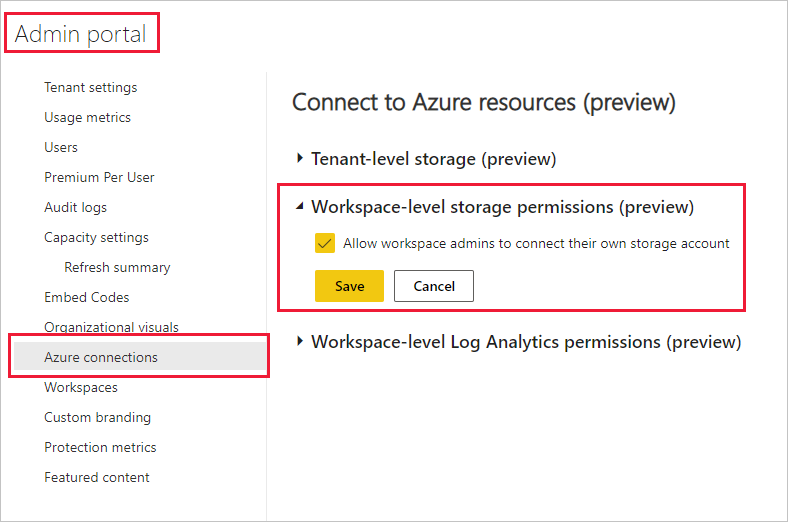 Admin portal
Tenant settings
Usage metrics
Users
Premium Per User
Audit logs
Capacity settings
Refresh summary
Embed Codes
Organizational visuals
Azure connections
Workspaces
Custom branding
Protection metrics
Featured content
Connect to Azure resources (preview)
Tenant-level storage (preview)
Workspace-level storage permissions (preview)
Allow workspace admins to connect their own storage account
Save Cancel
Workspace-level Log Analytics permissions (preview)